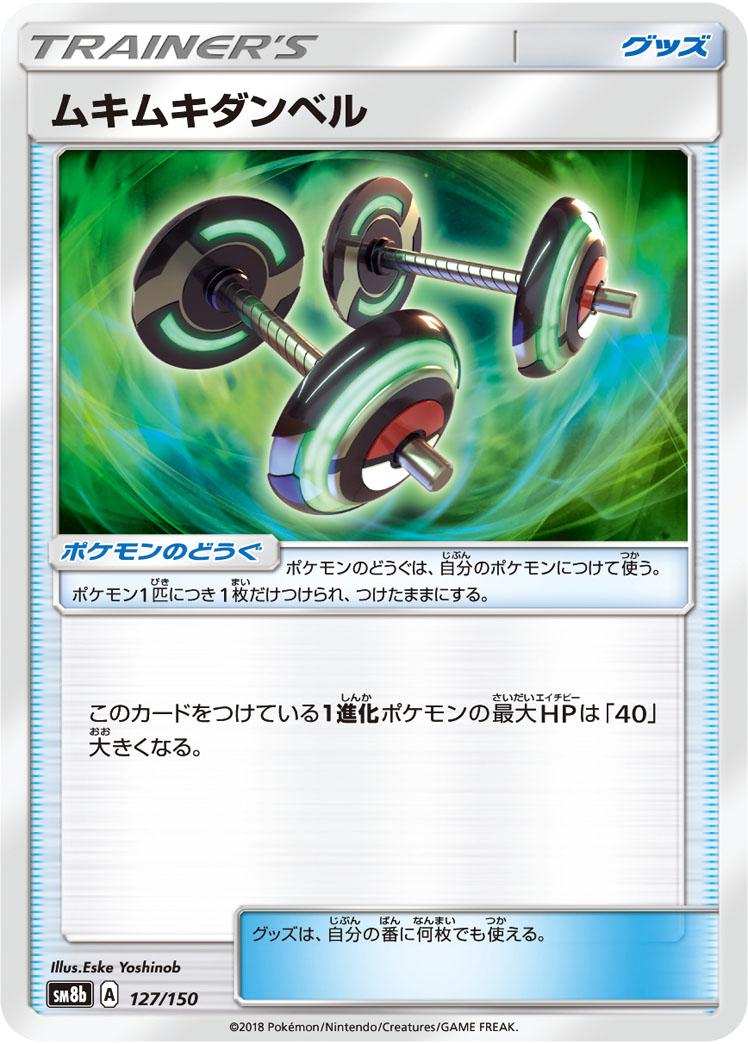 TRAINER'S
グッズ
ムキムキダンベル
ポケモンのどうぐ
ポケモンのどうぐは、自分のポケモンにつけて使う。
ポケモン1匹につき1枚だけつけられ、つけたままにする。
このカードをつけている1進化ポケモンの最大HPは「40」
大きくなる。
グッズは、自分の番に何枚でも使える。
Illus.Eske Yoshinob
sm8b A 127/150
©2018 Pokémon/Nintendo/Creatures/GAME FREAK.